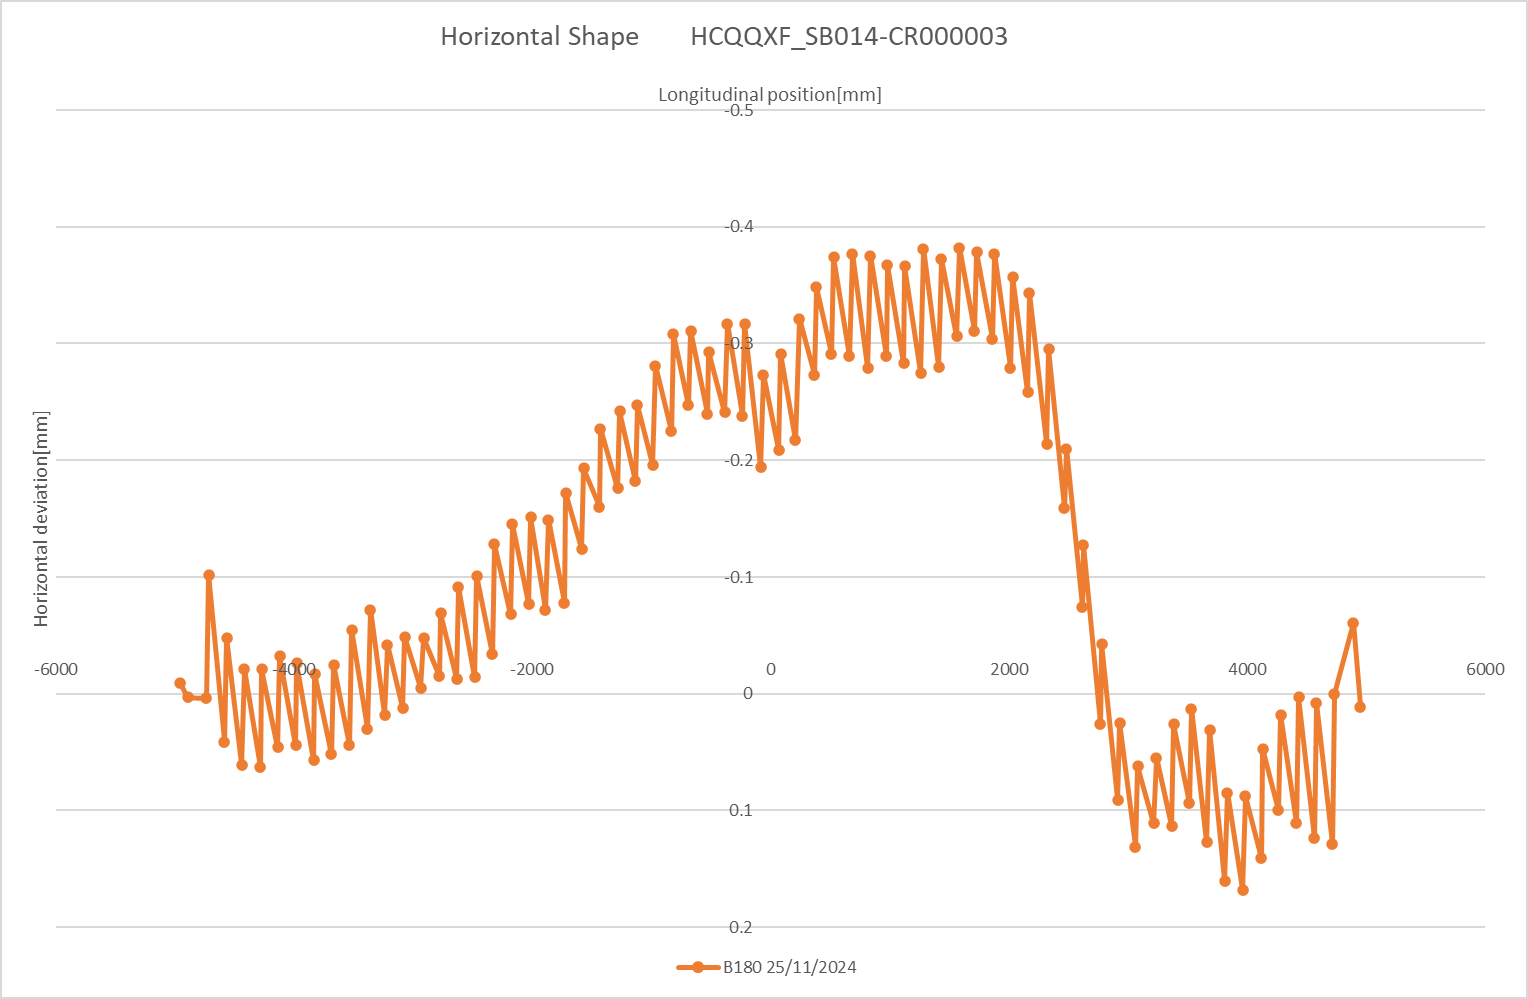 Horizontal Shape HCQQXF_SB014-CR000003
Longitudinal position[mm]
-0.5
-0.4
-0.3
-0.2
-0.1
Horizontal deviation[mm]
-6000 -4000 -2000 0 2000 4000 6000
0
0.1
0.2
B180 25/11/2024